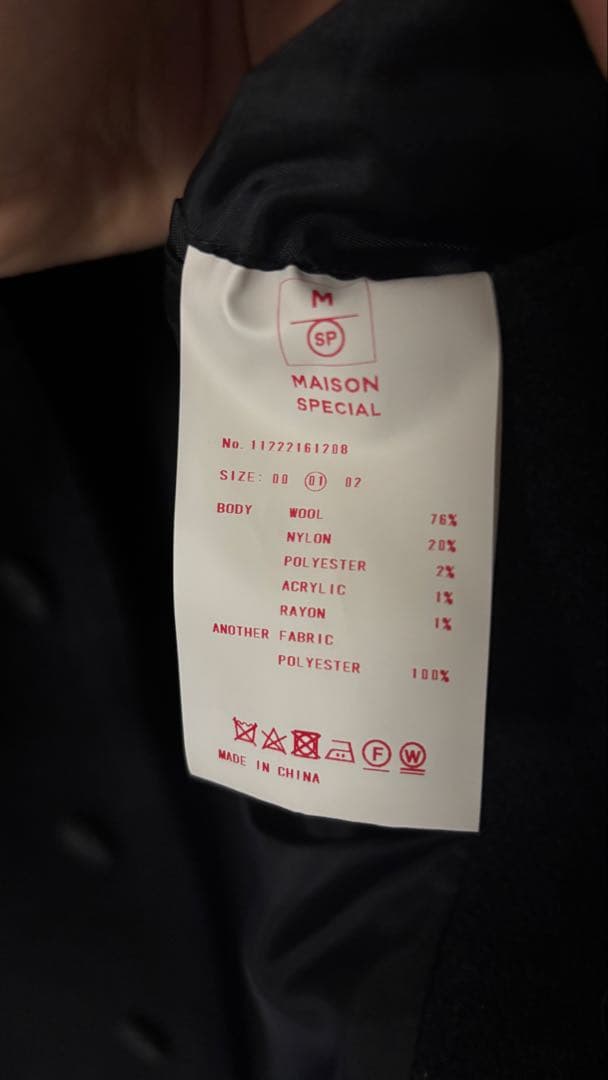 M
SP
MAISON
SPECIAL
No. 11222161208
SIZE: 00 01 02
BODY WOOL 76%
NYLON 20%
POLYESTER 2%
ACRYLIC 1%
RAYON 1%
ANOTHER FABRIC
POLYESTER 100%
F W
MADE IN CHINA